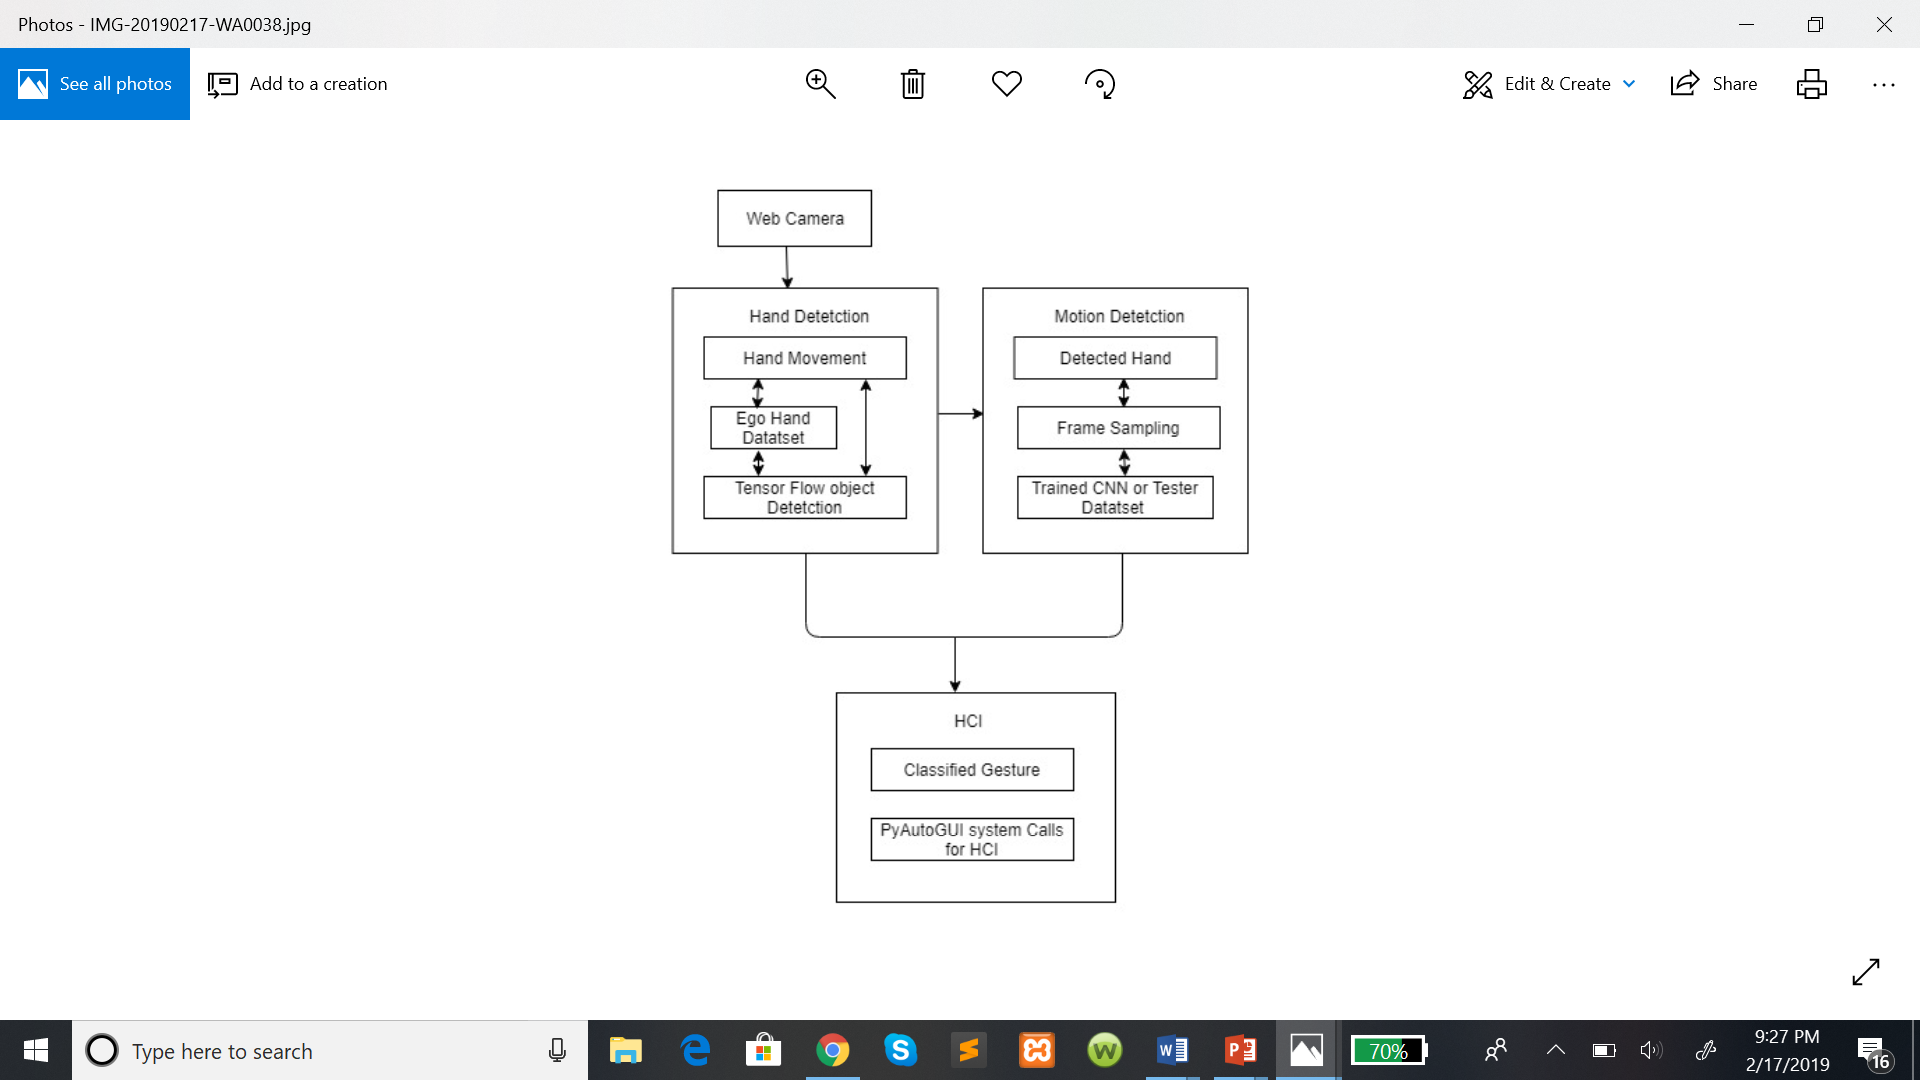 Photos - IMG-20190217-WA0038.jpg
See all photos
Add to a creation
Edit & Create
Share
Web Camera
Hand Detetction
Hand Movement
Ego Hand
Datatset
Tensor Flow object
Detetction
Motion Detetction
Detected Hand
Frame Sampling
Trained CNN or Tester
Datatset
HCI
Classified Gesture
PyAutoGUI system Calls
for HCI
Type here to search
70%
9:27 PM
2/17/2019
16